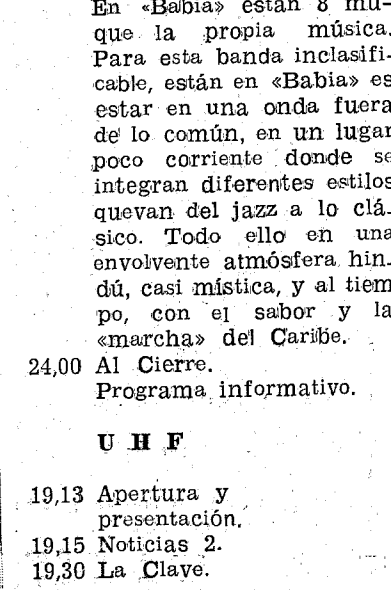 En «Babia» están 8 mú-
que la propia música.
Para esta banda inclasifi-
cable, están en «Babia» es
estar en una onda fuera
de lo común, en un lugar
poco corriente donde se
integran diferentes estilos
quevan del jazz a lo clá-
sico. Todo ello en una
envolvente atmósfera hin-
dú, casi mística, y al tiem
po, con el sabor y la
«marcha» del Caribe.
24,00 Al Cierre.
Programa informativo.
U H F
19,13 Apertura y
presentación.
19,15 Noticias 2.
19,30 La Clave.